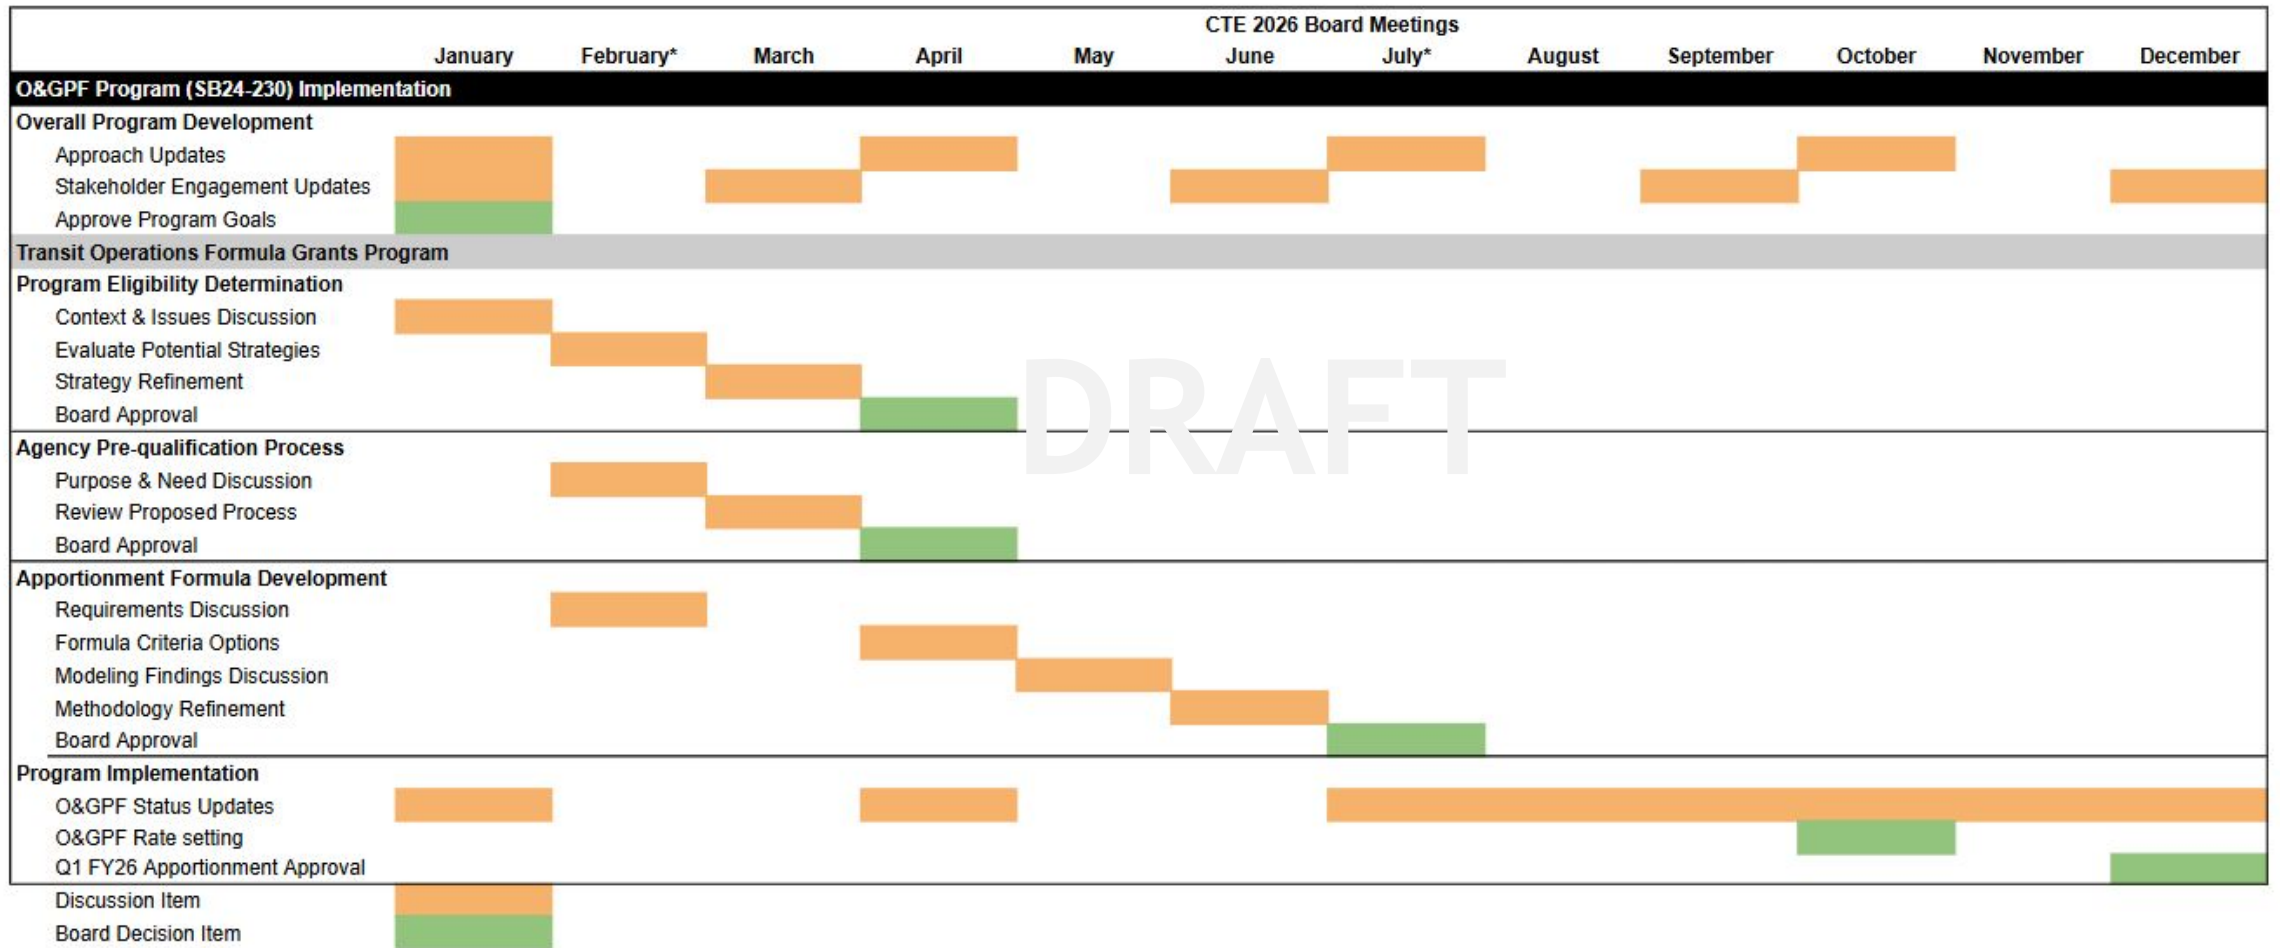 CTE 2026 Board Meetings
January February* March April May June July* August September October November December
O&GPF Program (SB24-230) Implementation
Overall Program Development
Approach Updates
Stakeholder Engagement Updates
Approve Program Goals
Transit Operations Formula Grants Program
Program Eligibility Determination
Context & Issues Discussion
Evaluate Potential Strategies
Strategy Refinement
Board Approval
DRAFT
Agency Pre-qualification Process
Purpose & Need Discussion
Review Proposed Process
Board Approval
Apportionment Formula Development
Requirements Discussion
Formula Criteria Options
Modeling Findings Discussion
Methodology Refinement
Board Approval
Program Implementation
O&GPF Status Updates
O&GPF Rate setting
Q1 FY26 Apportionment Approval
Discussion Item
Board Decision Item